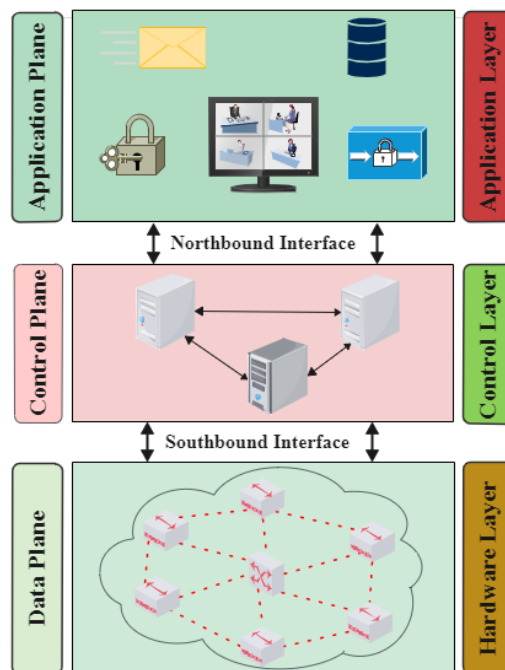 Application Plane
Application Layer
Northbound Interface
Control Plane
Control Layer
Southbound Interface
Data Plane
Hardware Layer